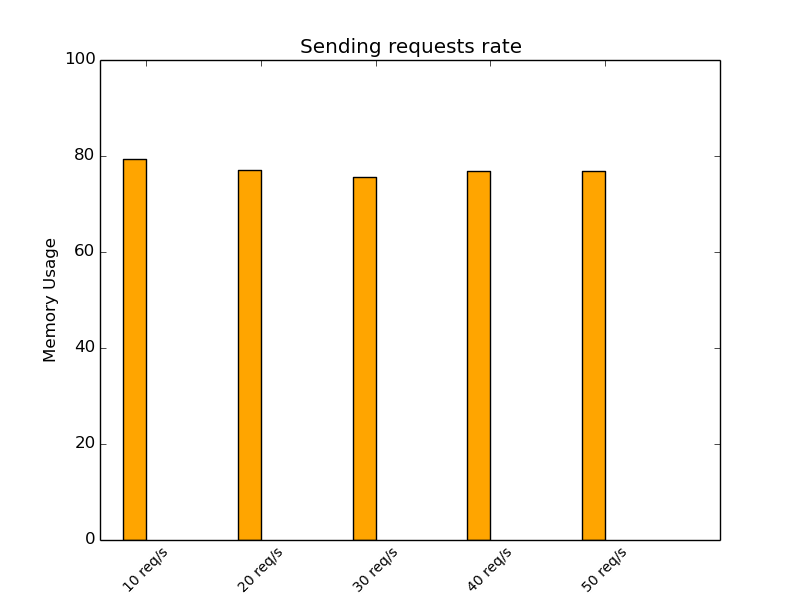 Sending requests rate
100
80
60
40
20
0
Memory Usage
10 req/s
20 req/s
30 req/s
40 req/s
50 req/s